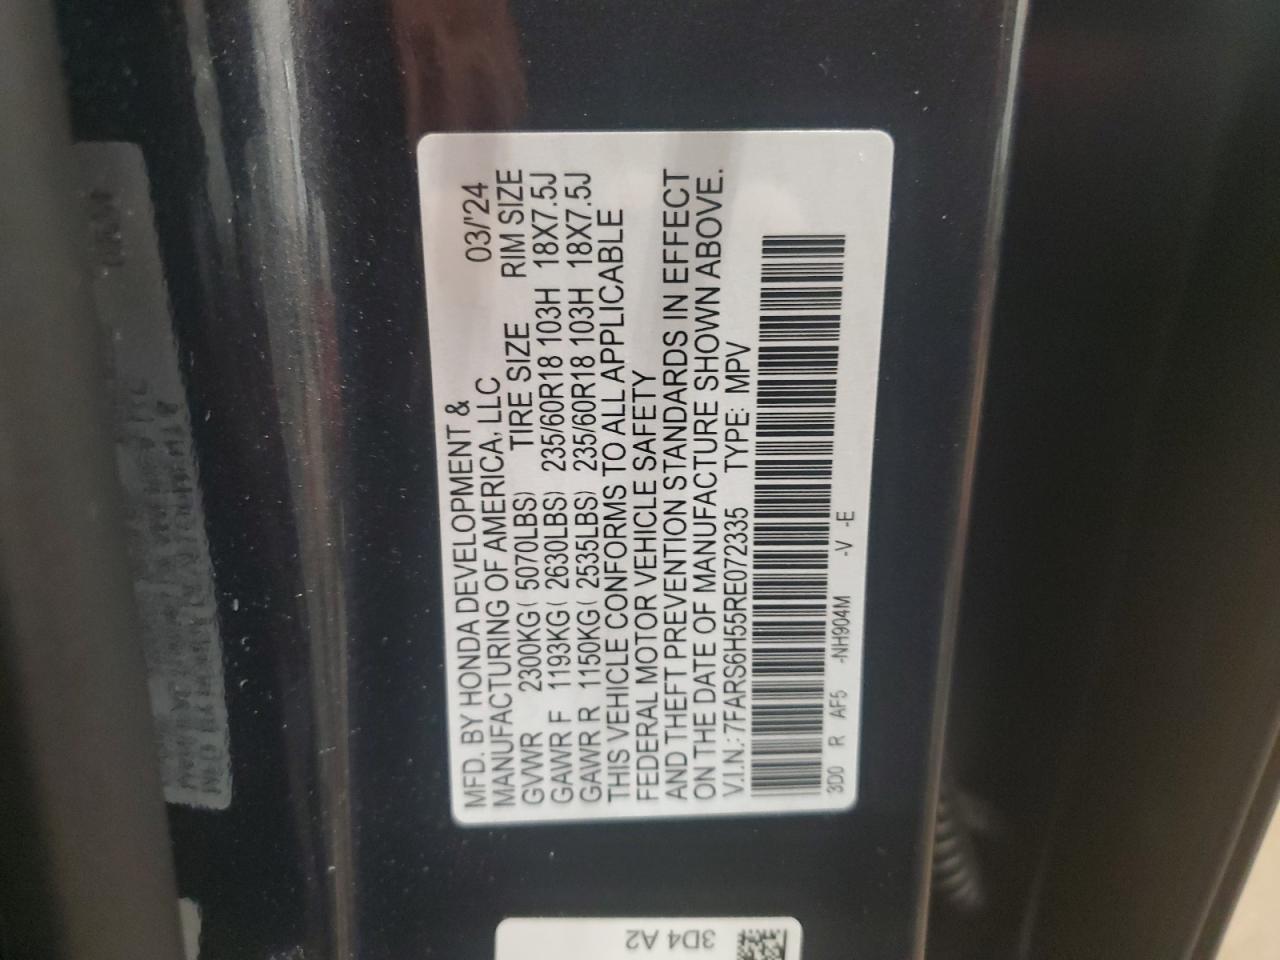 MFD. BY HONDA DEVELOPMENT &
MANUFACTURING OF AMERICA, LLC 03/'24
GVWR 2300KG( 5070LBS) TIRE SIZE RIM SIZE
GAWR F 1193KG( 2630LBS) 235/60R18 103H 18X7.5J
GAWR R 1150KG( 2535LBS) 235/60R18 103H 18X7.5J
THIS VEHICLE CONFORMS TO ALL APPLICABLE
FEDERAL MOTOR VEHICLE SAFETY
AND THEFT PREVENTION STANDARDS IN EFFECT
ON THE DATE OF MANUFACTURE SHOWN ABOVE.
V.I.N.: 7FARS6H55RE072335 TYPE: MPV
3D0 R AF5 -NH904M -V -E
3D4 A2